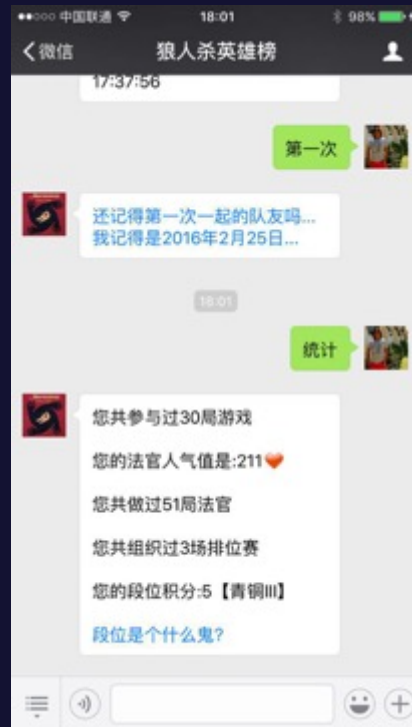 中国联通 18:01 98%
微信 狼人杀英雄榜
17:37:56
第一次
还记得第一次一起的队友吗...
我记得是2016年2月25日...
18:01
统计
您共参与过30局游戏
您的法官人气值是:211❤️
您共做过51局法官
您共组织过3场排位赛
您的段位积分:5【青铜III】
段位是个什么鬼?